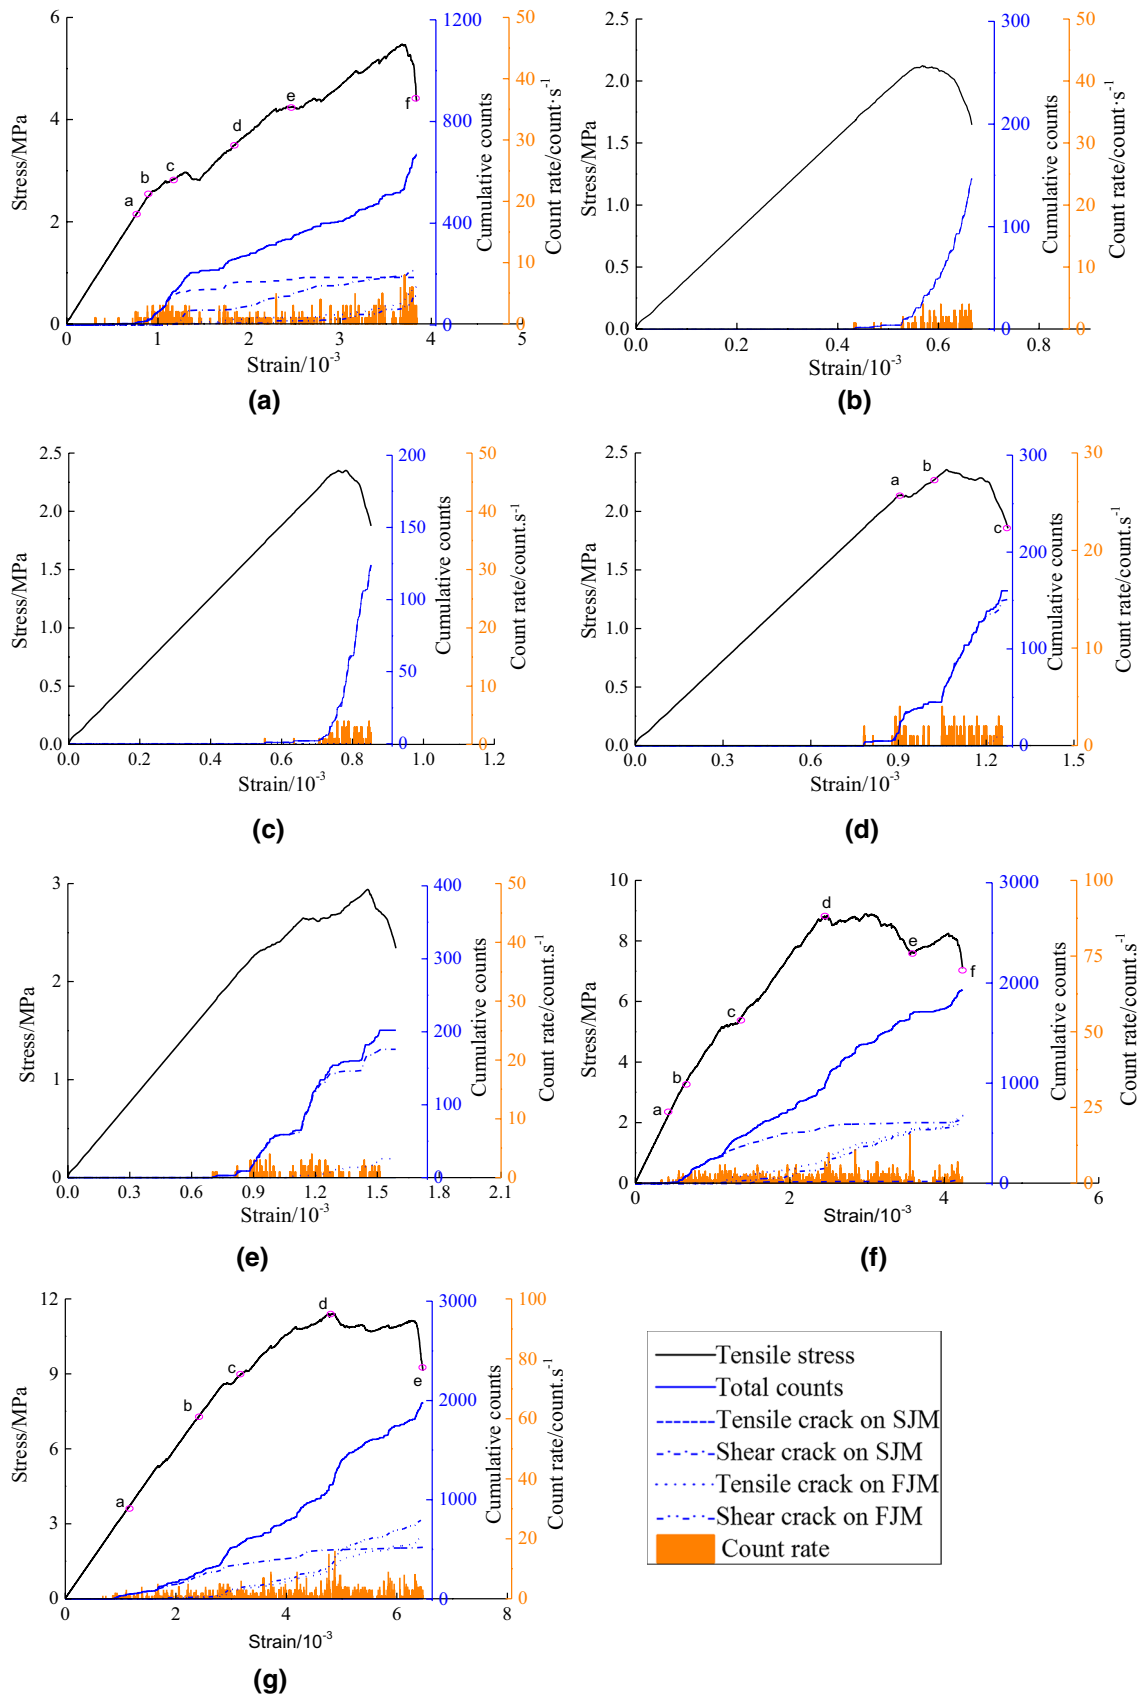 6
5
4
3
2
1
0
Stress/MPa
0
1
2
3
4
5
Strain/10⁻³
a
b
c
d
e
f
1200
800
400
0
Cumulative counts
50
40
30
20
10
0
Count rate/count·s⁻¹
(a)
2.5
2.0
1.5
1.0
0.5
0.0
Stress/MPa
0.0
0.2
0.4
0.6
0.8
Strain/10⁻³
300
200
100
0
Cumulative counts
50
40
30
20
10
0
Count rate/count·s⁻¹
(b)
2.5
2.0
1.5
1.0
0.5
0.0
Stress/MPa
0.0
0.2
0.4
0.6
0.8
1.0
1.2
Strain/10⁻³
200
150
100
50
0
Cumulative counts
50
40
30
20
10
0
Count rate/count.s⁻¹
(c)
2.5
2.0
1.5
1.0
0.5
0.0
Stress/MPa
0.0
0.3
0.6
0.9
1.2
1.5
Strain/10⁻³
a
b
c
300
200
100
0
Cumulative counts
30
20
10
0
Count rate/count.s⁻¹
(d)
3
2
1
0
Stress/MPa
0.0
0.3
0.6
0.9
1.2
1.5
1.8
2.1
Strain/10⁻³
400
300
200
100
0
Cumulative counts
50
40
30
20
10
0
Count rate/count.s⁻¹
(e)
10
8
6
4
2
0
Stress/MPa
0
2
4
6
Strain/10⁻³
a
b
c
d
e
f
3000
2000
1000
0
Cumulative counts
100
75
50
25
0
Count rate/count.s⁻¹
(f)
12
9
6
3
0
Stress/MPa
0
2
4
6
8
Strain/10⁻³
a
b
c
d
e
3000
2000
1000
0
Cumulative counts
100
80
60
40
20
0
Count rate/count.s⁻¹
(g)
Tensile stress
Total counts
Tensile crack on SJM
Shear crack on SJM
Tensile crack on FJM
Shear crack on FJM
Count rate